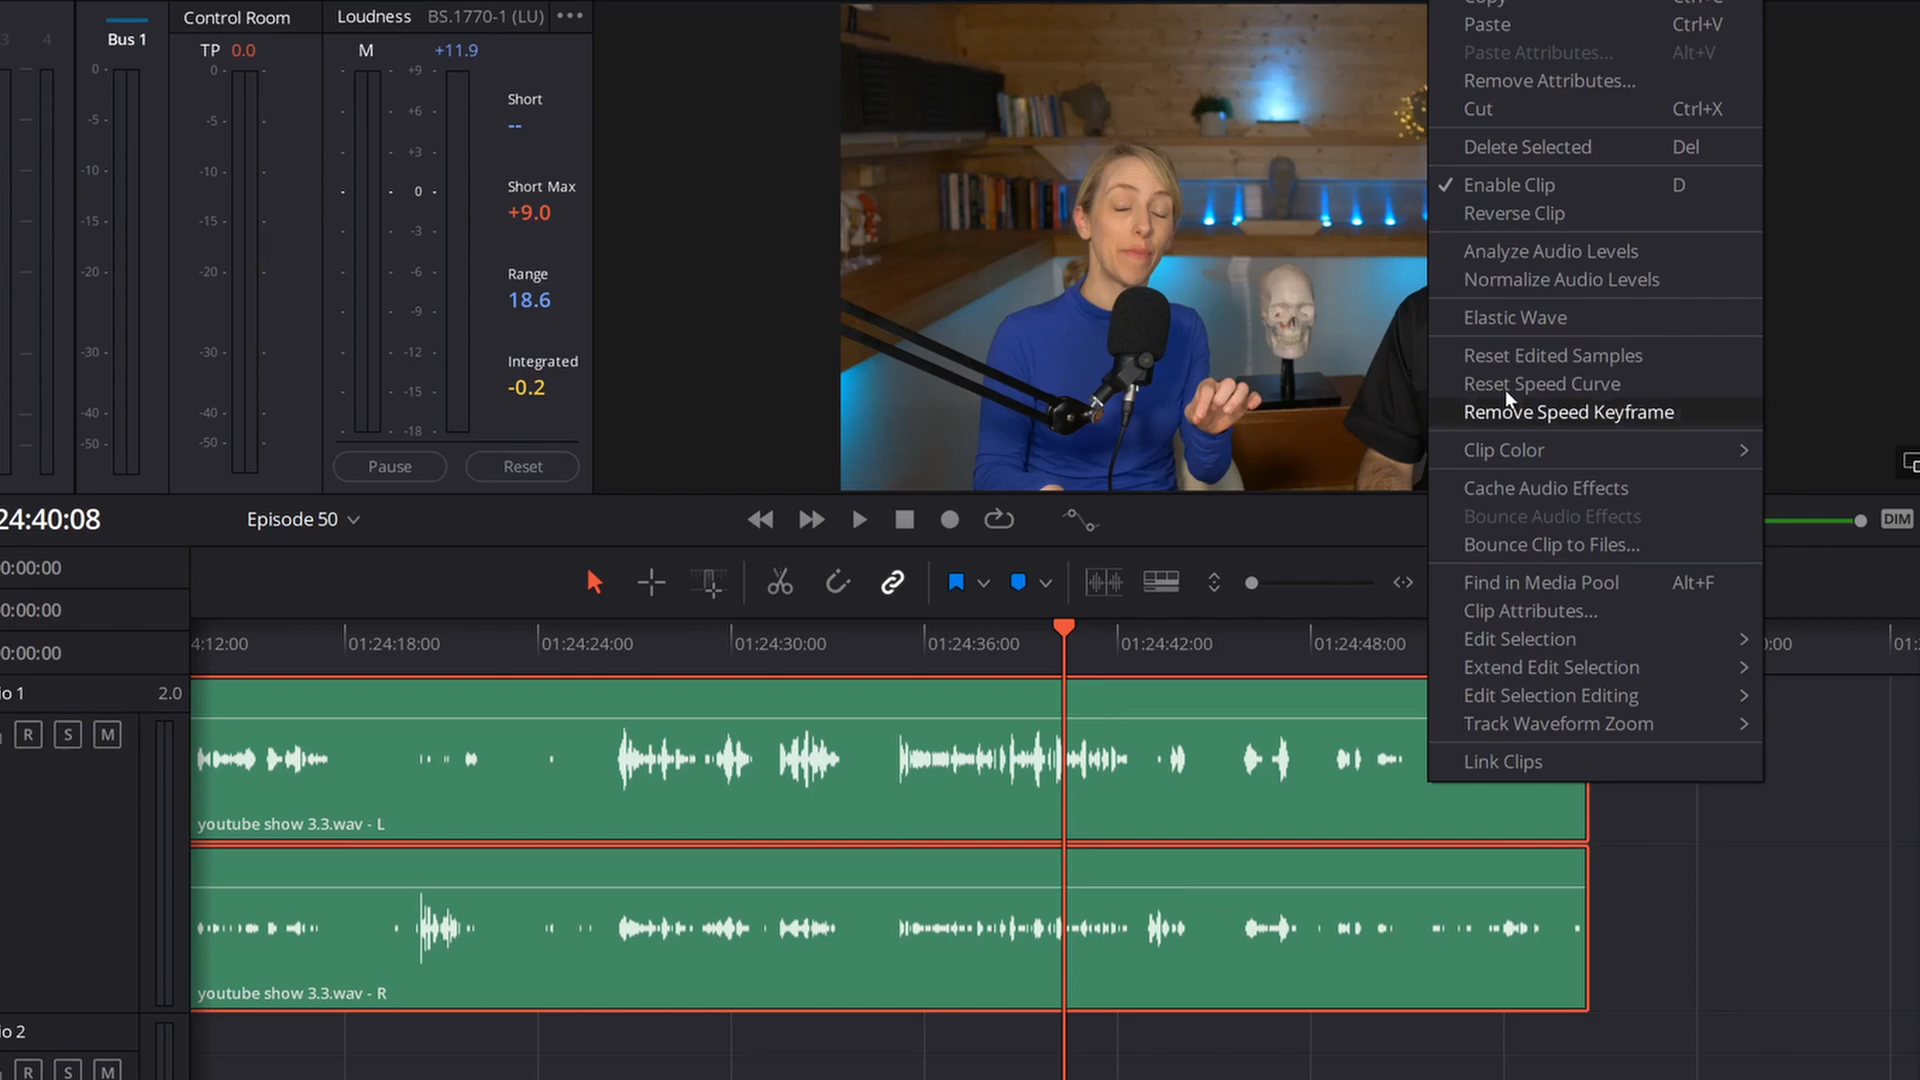 3
4
Bus 1
0
-5
-10
-15
-20
-30
-40
-50
Control Room
TP 0.0
0
-5
-10
-15
-20
-30
-40
-50
Loudness BS.1770-1 (LU) •••
M +11.9
+9
+6
+3
0
-3
-6
-9
-12
-15
-18
Short
--
Short Max
+9.0
Range
18.6
Integrated
-0.2
Pause Reset
Paste Ctrl+V
Paste Attributes... Alt+V
Remove Attributes...
Cut Ctrl+X
Delete Selected Del
Enable Clip D
Reverse Clip
Analyze Audio Levels
Normalize Audio Levels
Elastic Wave
Reset Edited Samples
Reset Speed Curve
Remove Speed Keyframe
Clip Color
Cache Audio Effects
Bounce Audio Effects
Bounce Clip to Files...
Find in Media Pool Alt+F
Clip Attributes...
Edit Selection
Extend Edit Selection
Edit Selection Editing
Track Waveform Zoom
Link Clips
24:40:08
Episode 50
DIM
0:00:00
0:00:00
0:00:00
4:12:00 01:24:18:00 01:24:24:00 01:24:30:00 01:24:36:00 01:24:42:00 01:24:48:00 0:00 01:
io 1 2.0
R S M
youtube show 3.3.wav - L
youtube show 3.3.wav - R
io 2
R S M